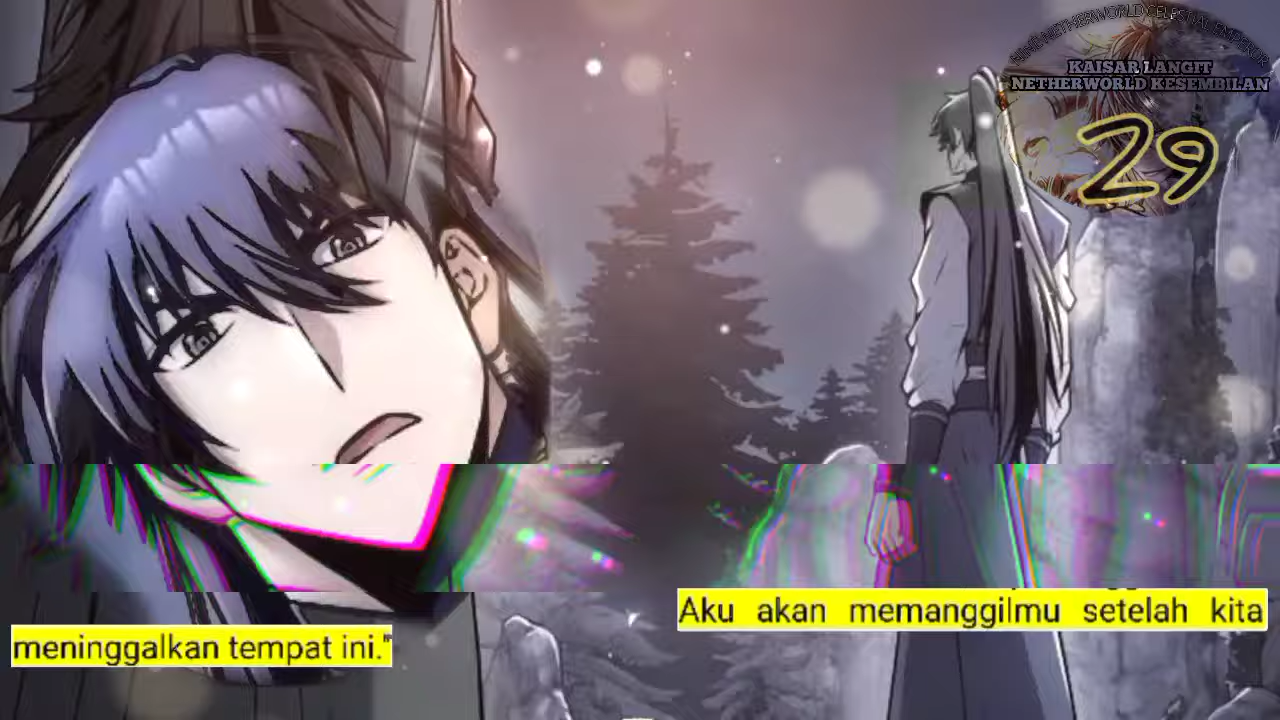 KAISAR LANGIT
NETHERWORLD KESEMBILAN
29
Aku akan memanggilmu setelah kita
meninggalkan tempat ini."